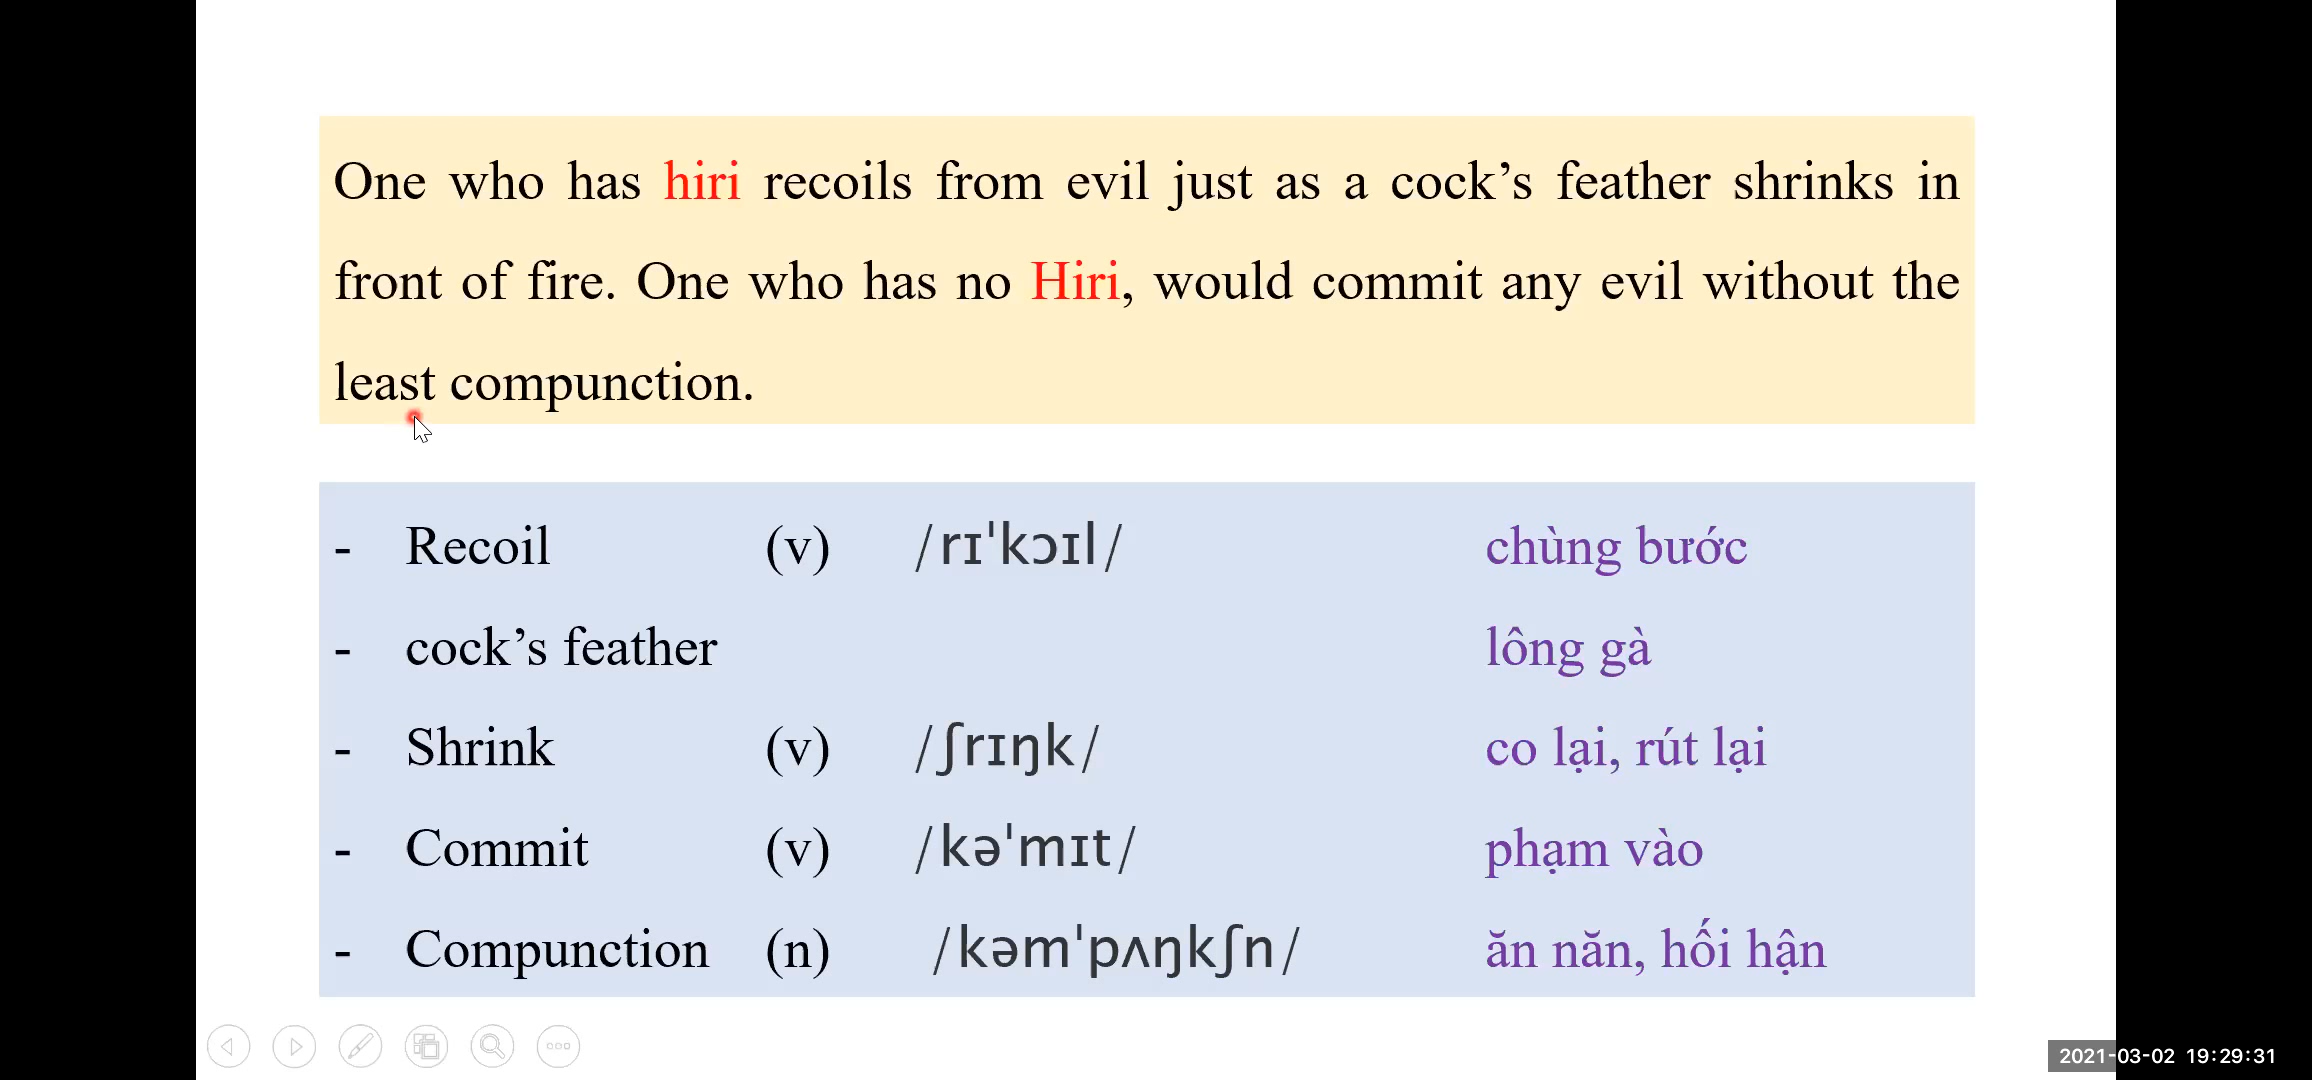 One who has hiri recoils from evil just as a cock’s feather shrinks in
front of fire. One who has no Hiri, would commit any evil without the
least compunction.
- Recoil (v) /rɪˈkɔɪl/ chùng bước
- cock’s feather lông gà
- Shrink (v) /ʃrɪŋk/ co lại, rút lại
- Commit (v) /kəˈmɪt/ phạm vào
- Compunction (n) /kəmˈpʌŋkʃn/ ăn năn, hối hận
2021-03-02 19:29:31